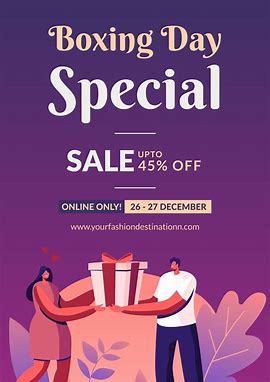 Boxing Day
Special
SALE UPTO 45% OFF
ONLINE ONLY! 26 - 27 DECEMBER
www.yourfashiondestinationn.com